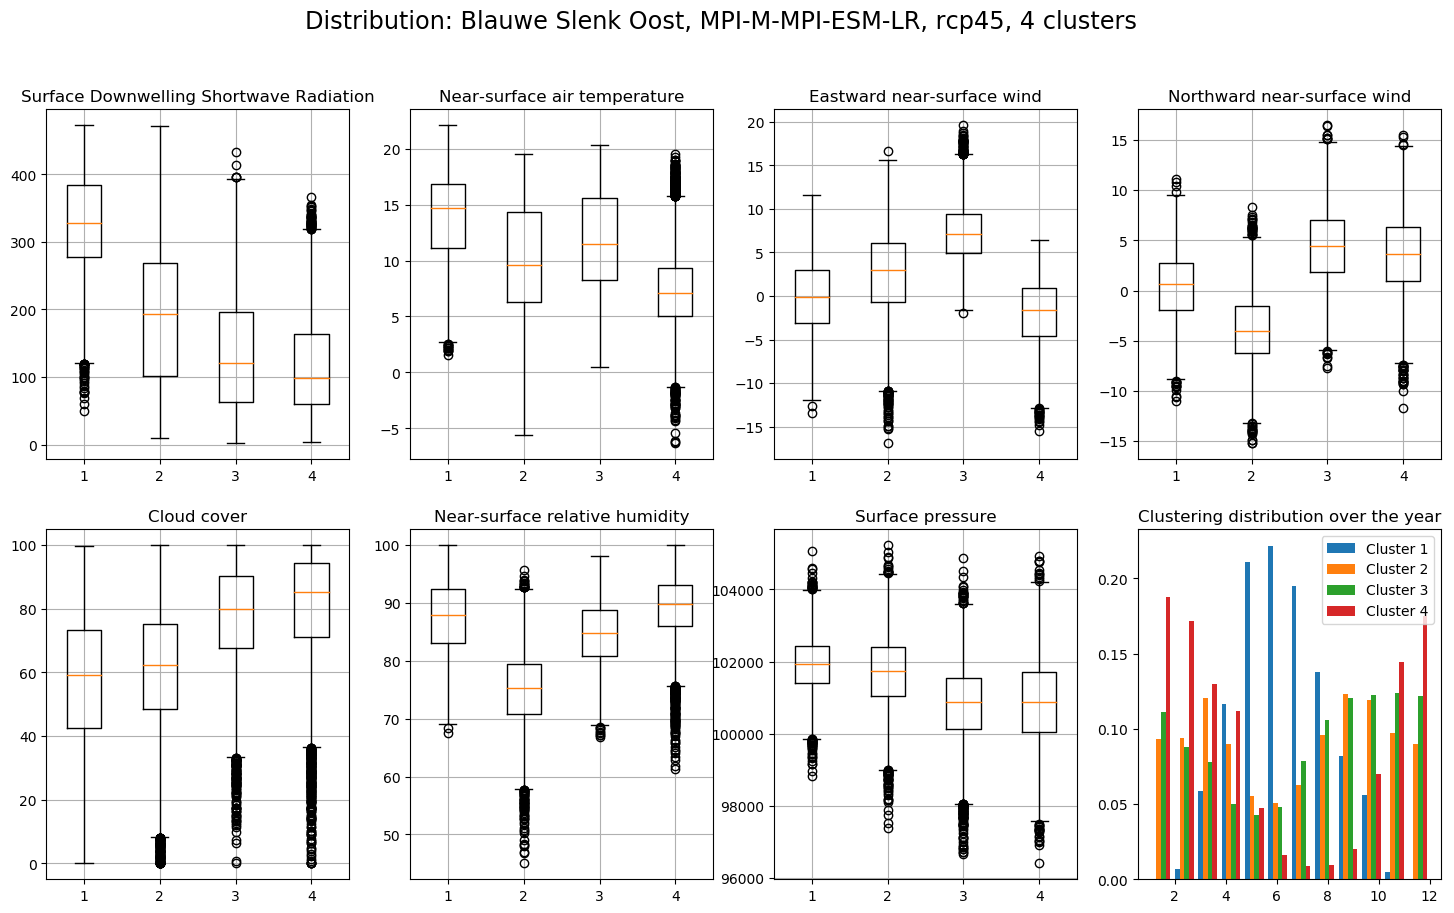 Distribution: Blauwe Slenk Oost, MPI-M-MPI-ESM-LR, rcp45, 4 clusters
Surface Downwelling Shortwave Radiation
400
300
200
100
0
1 2 3 4
Near-surface air temperature
20
15
10
5
0
−5
1 2 3 4
Eastward near-surface wind
20
15
10
5
0
−5
−10
−15
1 2 3 4
Northward near-surface wind
15
10
5
0
−5
−10
−15
1 2 3 4
Cloud cover
100
80
60
40
20
0
1 2 3 4
Near-surface relative humidity
100
90
80
70
60
50
1 2 3 4
Surface pressure
104000
102000
100000
98000
96000
1 2 3 4
Clustering distribution over the year
Cluster 1
Cluster 2
Cluster 3
Cluster 4
0.20
0.15
0.10
0.05
0.00
2 4 6 8 10 12